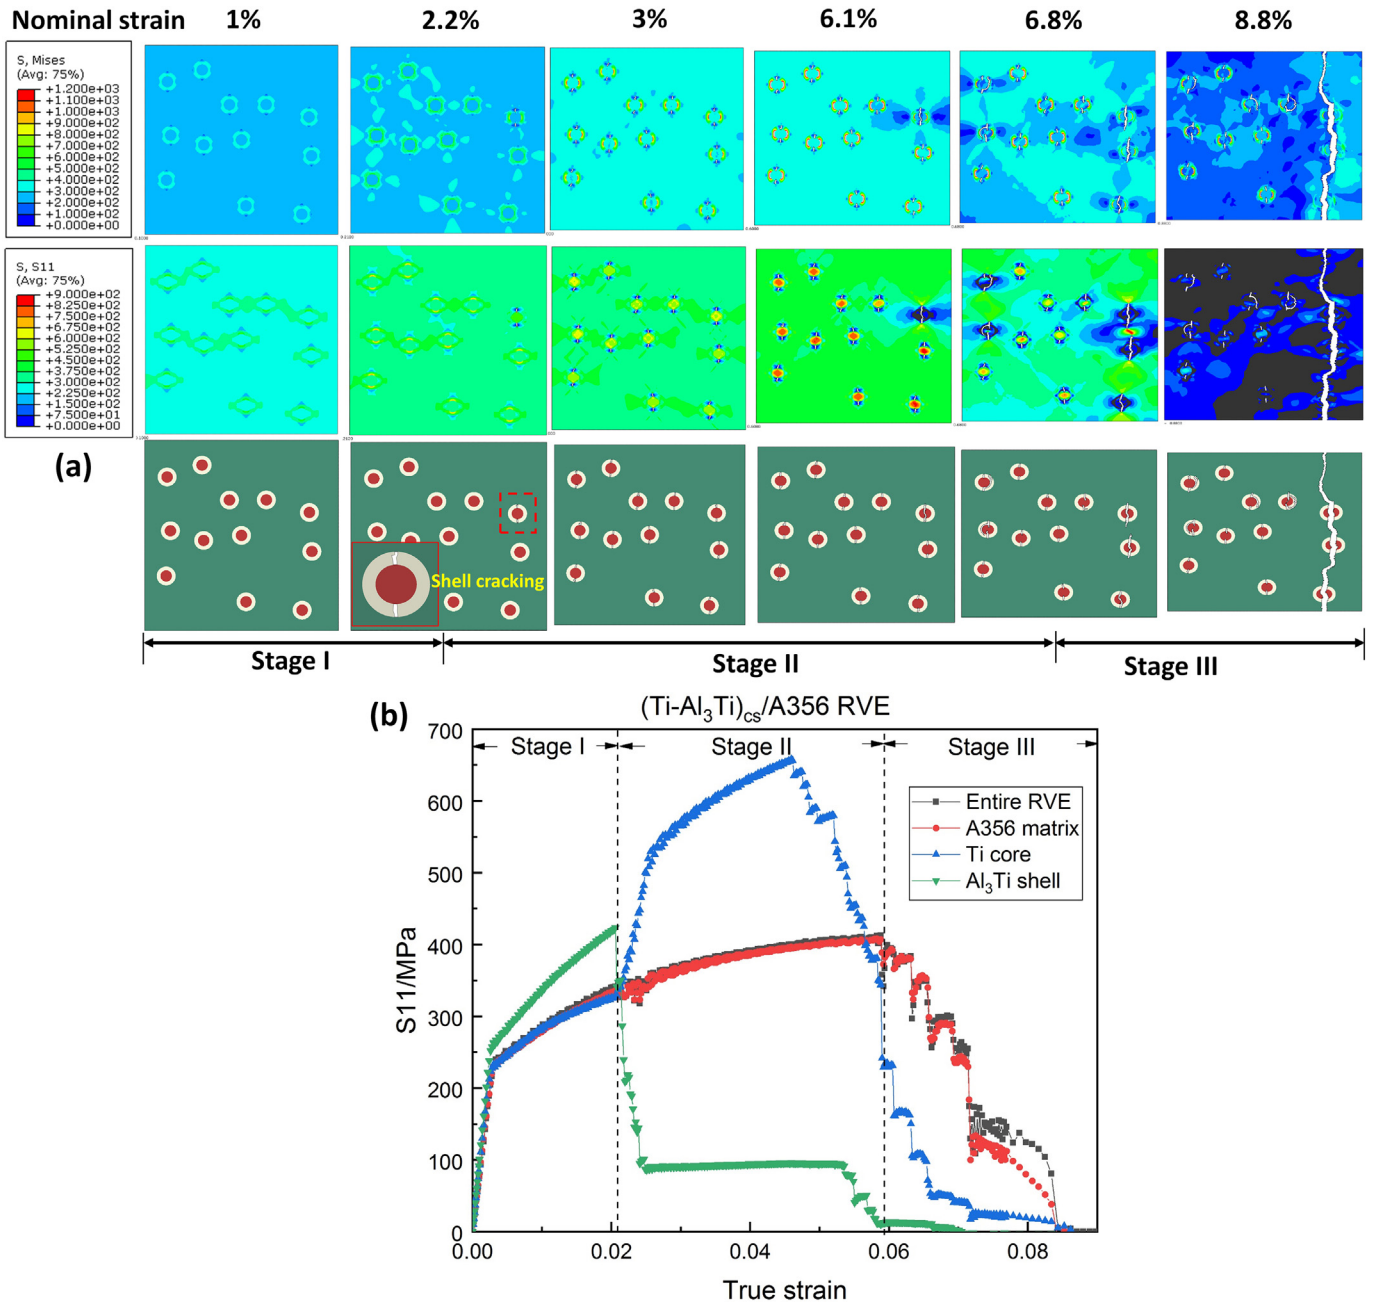 Nominal strain 1% 2.2% 3% 6.1% 6.8% 8.8%
S, Mises
(Avg: 75%)
+1.200e+03
+1.100e+03
+1.000e+03
+9.000e+02
+8.000e+02
+7.000e+02
+6.000e+02
+5.000e+02
+4.000e+02
+3.000e+02
+2.000e+02
+1.000e+02
+0.000e+00
S, S11
(Avg: 75%)
+9.000e+02
+8.250e+02
+7.500e+02
+6.750e+02
+6.000e+02
+5.250e+02
+4.500e+02
+3.750e+02
+3.000e+02
+2.250e+02
+1.500e+02
+7.500e+01
+0.000e+00
(a)
Shell cracking
Stage I Stage II Stage III
(b)
(Ti-Al₃Ti)cs/A356 RVE
Stage I Stage II Stage III
Entire RVE
A356 matrix
Ti core
Al₃Ti shell
S11/MPa
700
600
500
400
300
200
100
0
0.00 0.02 0.04 0.06 0.08
True strain